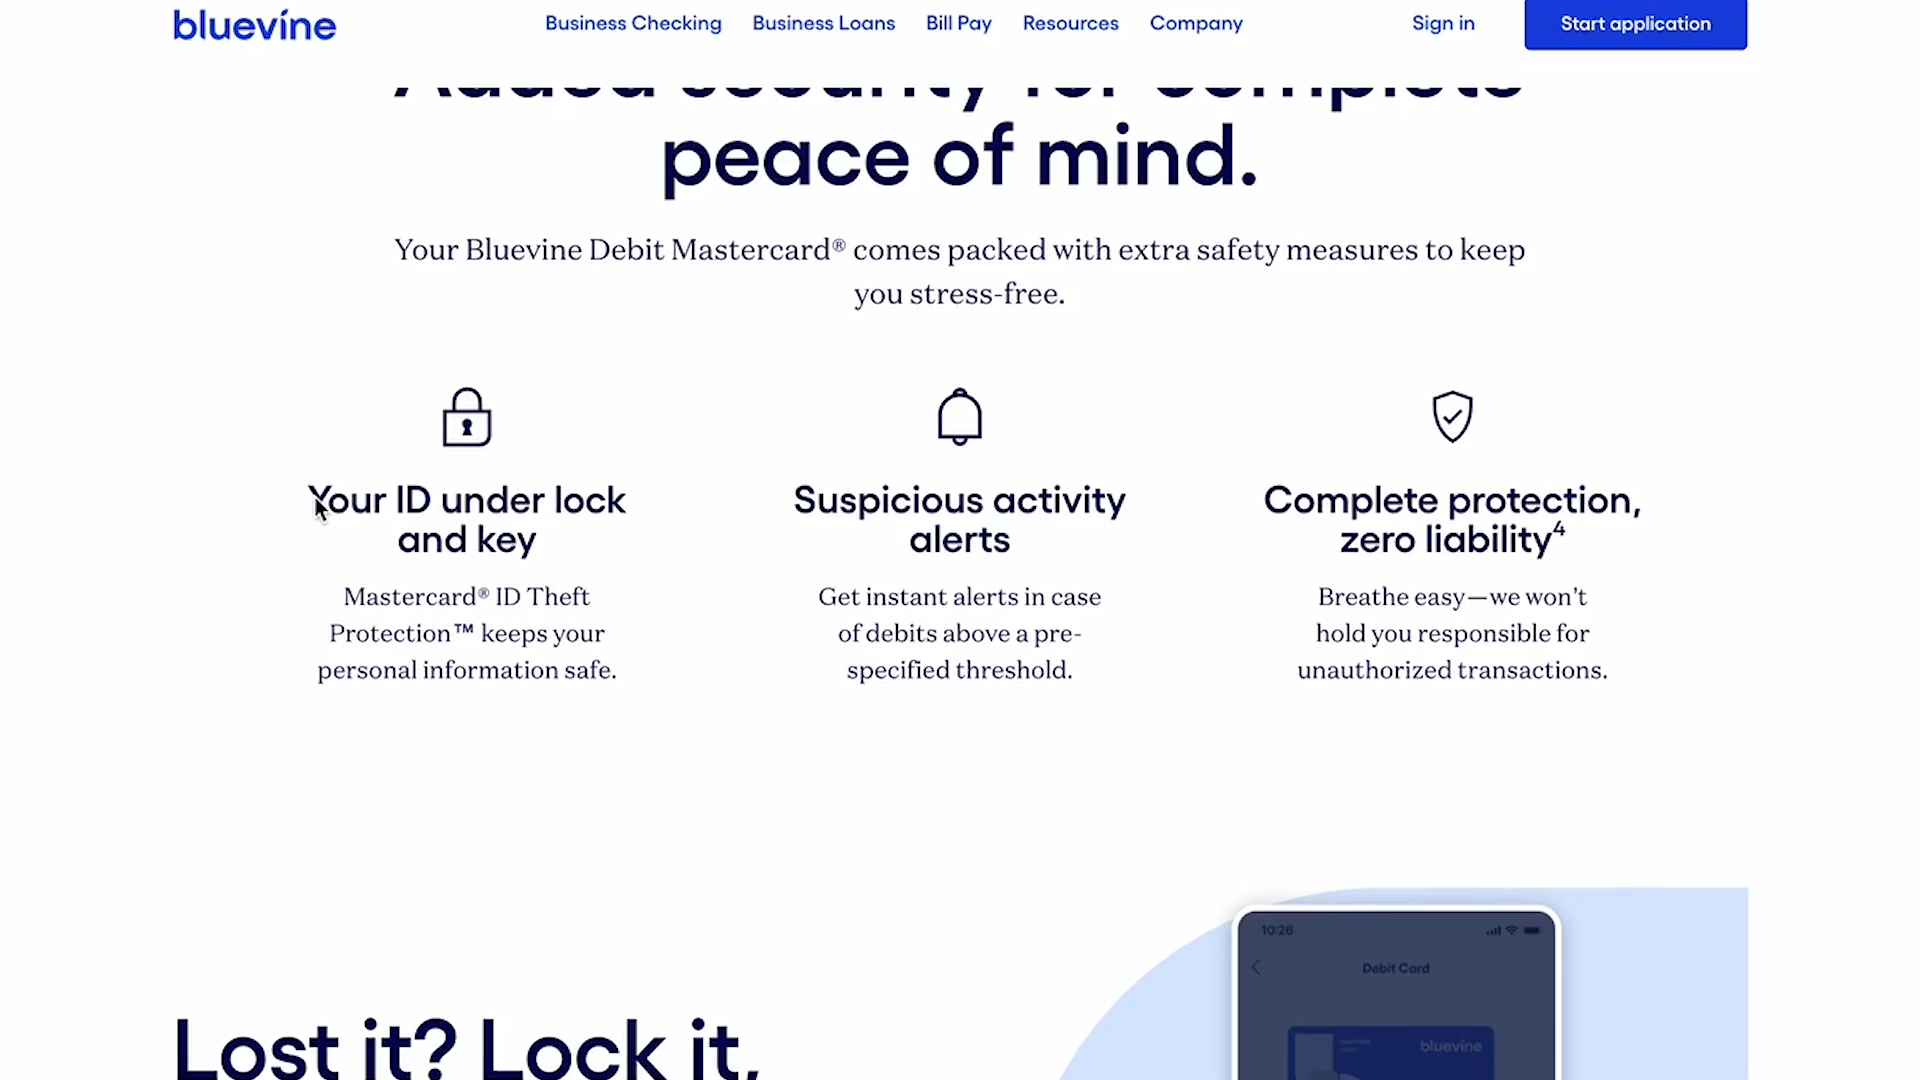 bluevine
Business Checking Business Loans Bill Pay Resources Company Sign in Start application
Added security for complete
peace of mind.
Your Bluevine Debit Mastercard® comes packed with extra safety measures to keep
you stress-free.
Your ID under lock
and key
Mastercard® ID Theft
Protection™ keeps your
personal information safe.
Suspicious activity
alerts
Get instant alerts in case
of debits above a pre-
specified threshold.
Complete protection,
zero liability⁴
Breathe easy—we won't
hold you responsible for
unauthorized transactions.
Lost it? Lock it,
10:26
Debit Card
bluevine